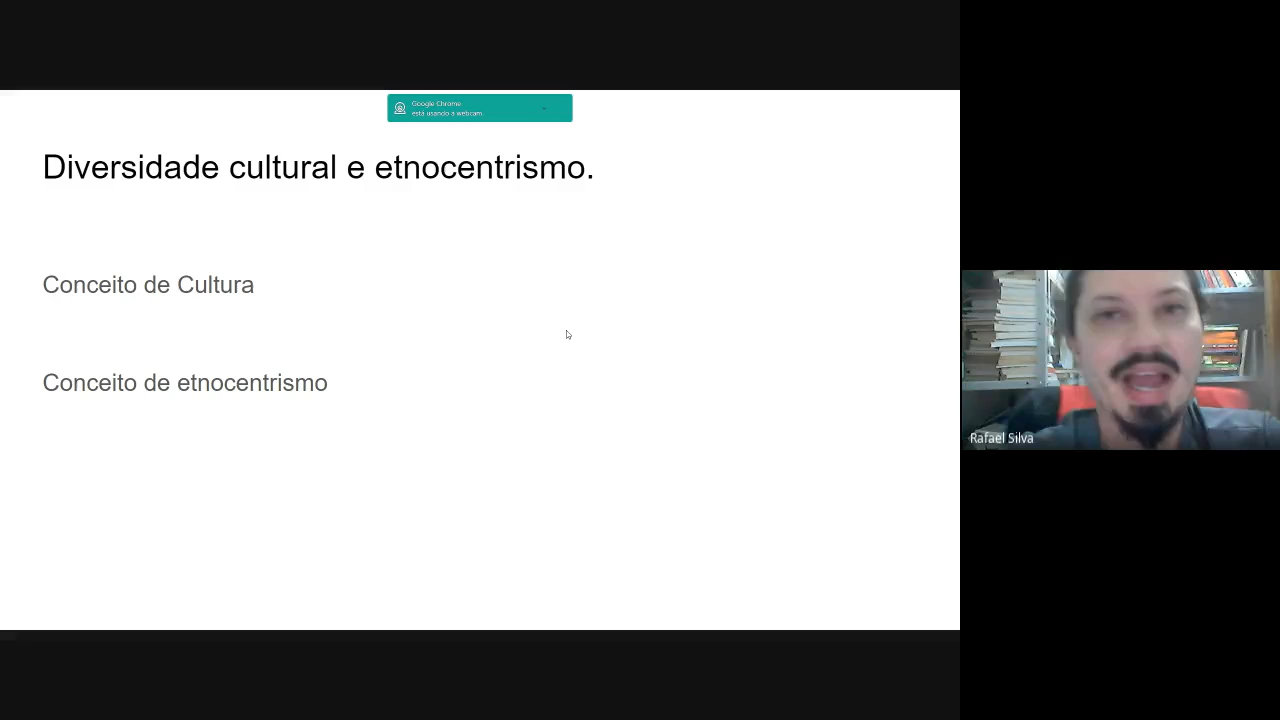 Google Chrome
está usando a webcam
Diversidade cultural e etnocentrismo.
Conceito de Cultura
Conceito de etnocentrismo
Rafael Silva